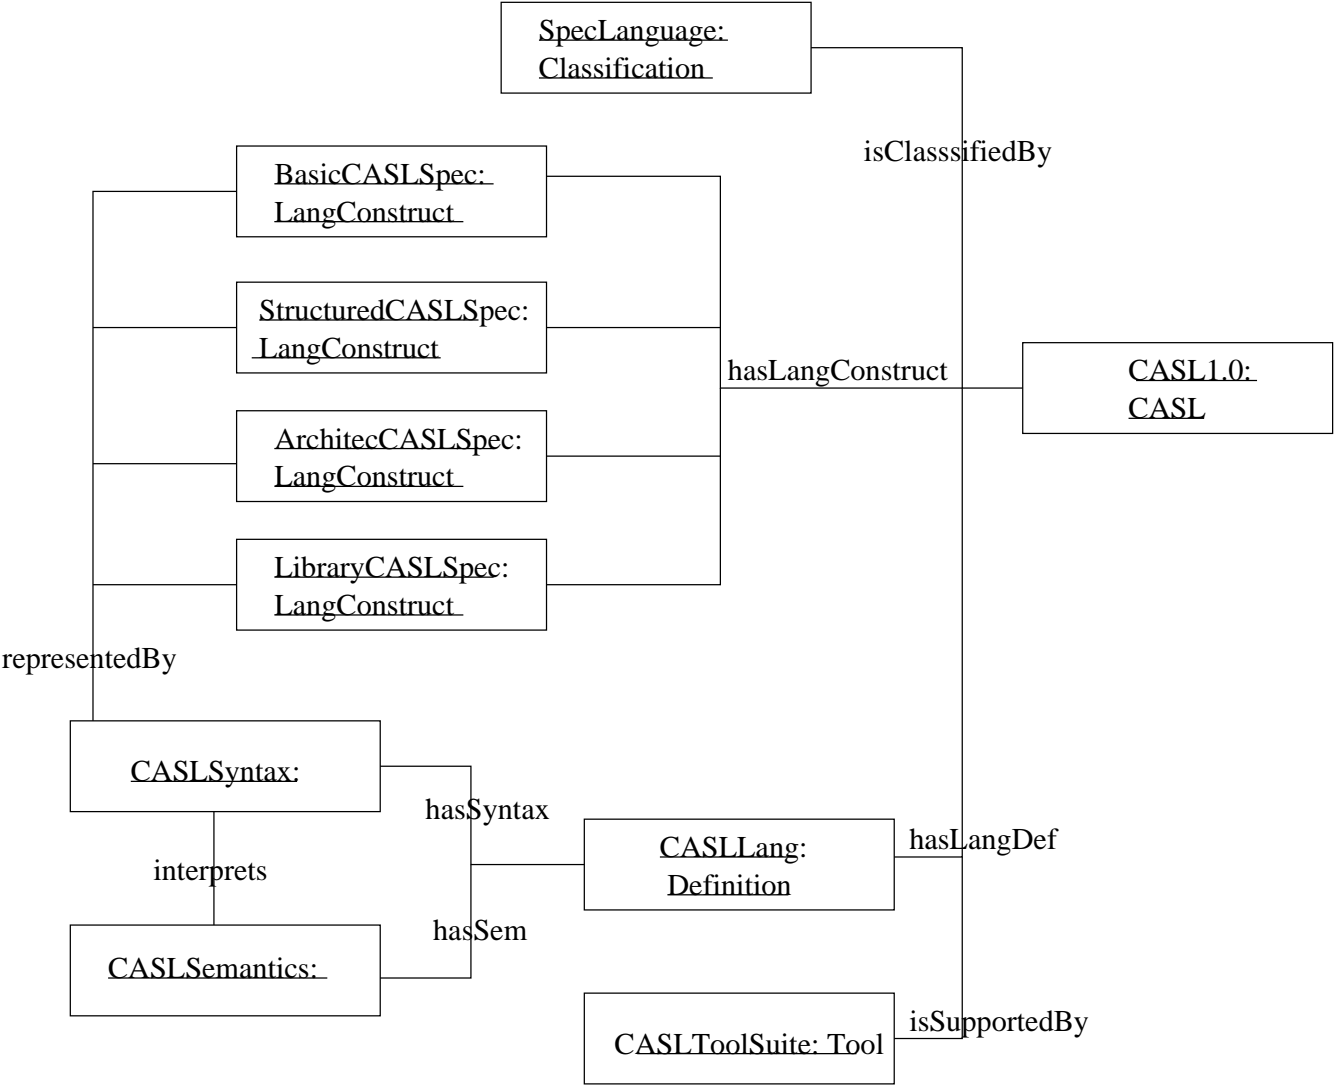 SpecLanguage:
Classification
isClasssifiedBy
BasicCASLSpec:
LangConstruct
StructuredCASLSpec:
LangConstruct
hasLangConstruct
CASL1.0:
CASL
ArchitecCASLSpec:
LangConstruct
LibraryCASLSpec:
LangConstruct
representedBy
CASLSyntax:
hasSyntax
CASLLang:
Definition
hasLangDef
interprets
hasSem
CASLSemantics:
CASLToolSuite: Tool
isSupportedBy